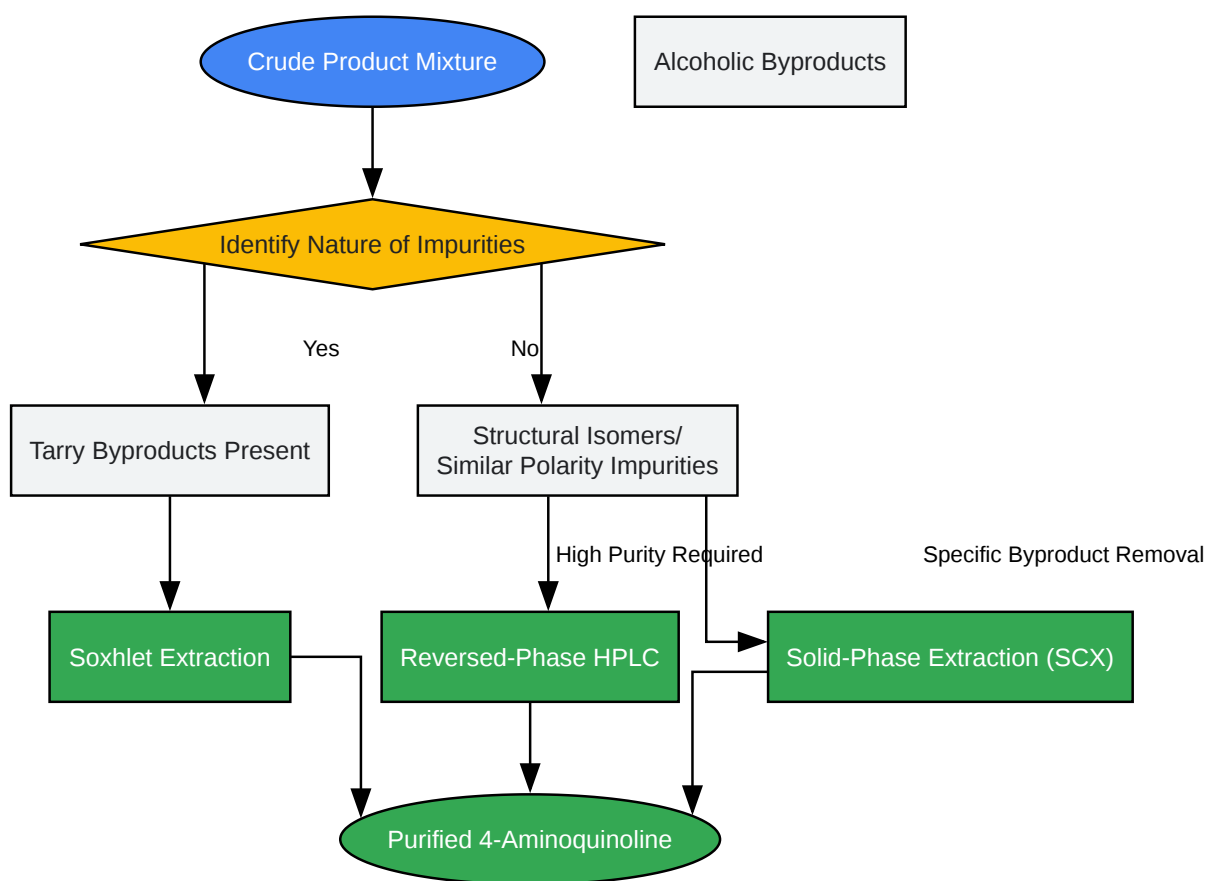 Crude Product Mixture
Alcoholic Byproducts
Identify Nature of Impurities
Yes
No
Tarry Byproducts Present
Structural Isomers/
Similar Polarity Impurities
High Purity Required
Specific Byproduct Removal
Soxhlet Extraction
Reversed-Phase HPLC
Solid-Phase Extraction (SCX)
Purified 4-Aminoquinoline